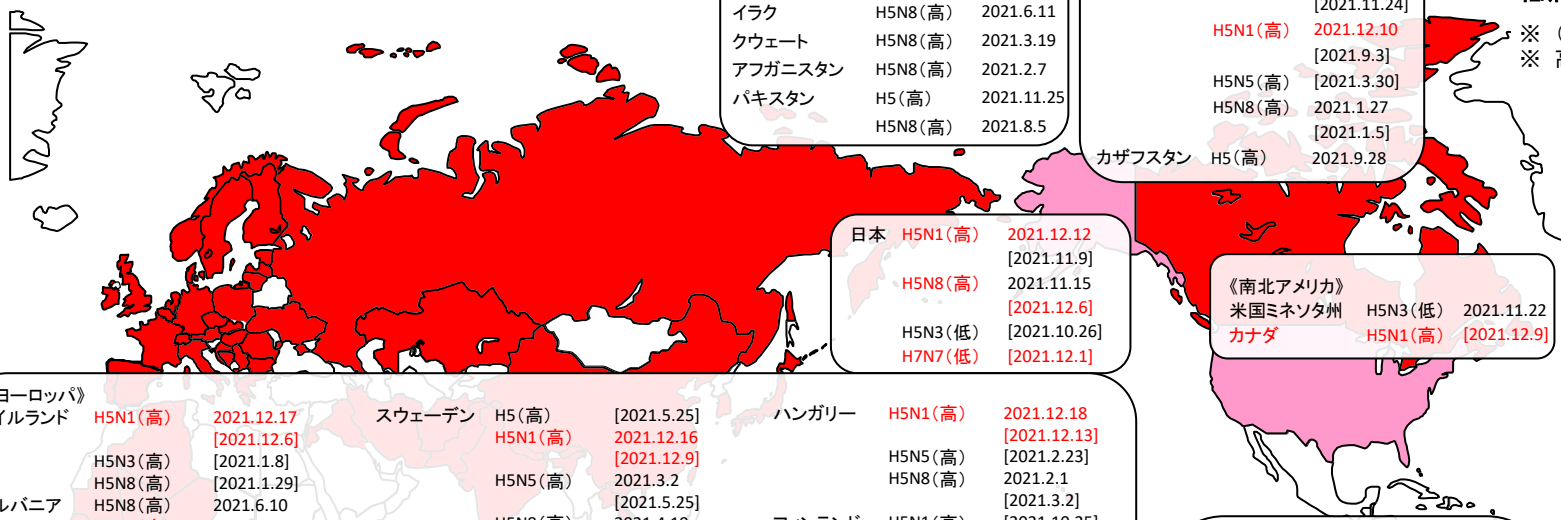 イラク H5N8(高) 2021.6.11
クウェート H5N8(高) 2021.3.19
アフガニスタン H5N8(高) 2021.2.7
パキスタン H5(高) 2021.11.25
H5N8(高) 2021.8.5
[2021.11.24]
H5N1(高) 2021.12.10
[2021.9.3]
H5N5(高) [2021.3.30]
H5N8(高) 2021.1.27
[2021.1.5]
カザフスタン H5(高) 2021.9.28
※
※
日本 H5N1(高) 2021.12.12
[2021.11.9]
H5N8(高) 2021.11.15
[2021.12.6]
H5N3(低) [2021.10.26]
H7N7(低) [2021.12.1]
《南北アメリカ》
米国ミネソタ州 H5N3(低) 2021.11.22
カナダ H5N1(高) [2021.12.9]
ヨーロッパ》
イルランド H5N1(高) 2021.12.17
[2021.12.6]
H5N3(高) [2021.1.8]
H5N8(高) [2021.1.29]
ルバニア H5N8(高) 2021.6.10
スウェーデン H5(高) [2021.5.25]
H5N1(高) 2021.12.16
[2021.12.9]
H5N5(高) 2021.3.2
[2021.5.25]
ハンガリー H5N1(高) 2021.12.18
[2021.12.13]
H5N5(高) [2021.2.23]
H5N8(高) 2021.2.1
[2021.3.2]